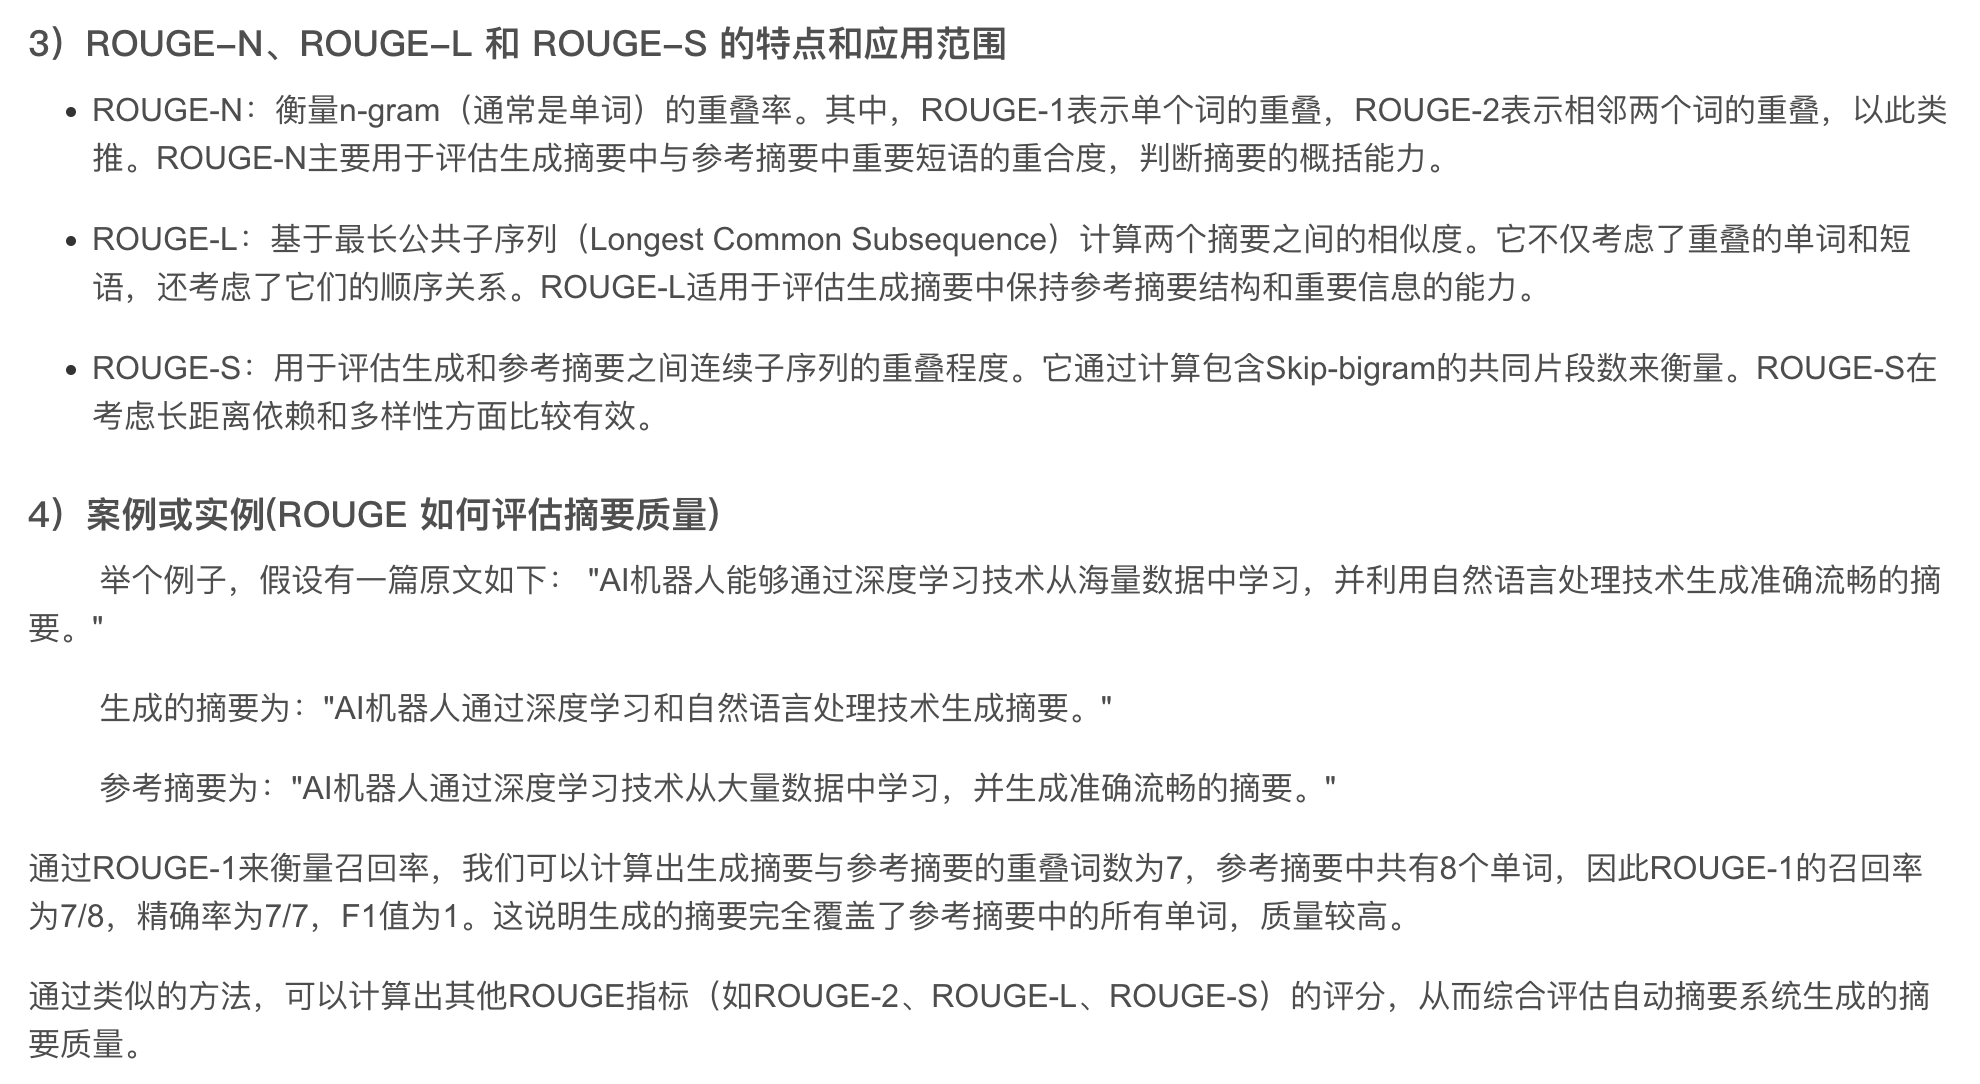 3）ROUGE-N、ROUGE-L 和 ROUGE-S 的特点和应用范围
• ROUGE-N：衡量n-gram（通常是单词）的重叠率。其中，ROUGE-1表示单个词的重叠，ROUGE-2表示相邻两个词的重叠，以此类
推。ROUGE-N主要用于评估生成摘要中与参考摘要中重要短语的重合度，判断摘要的概括能力。
• ROUGE-L：基于最长公共子序列（Longest Common Subsequence）计算两个摘要之间的相似度。它不仅考虑了重叠的单词和短
语，还考虑了它们的顺序关系。ROUGE-L适用于评估生成摘要中保持参考摘要结构和重要信息的能力。
• ROUGE-S：用于评估生成和参考摘要之间连续子序列的重叠程度。它通过计算包含Skip-bigram的共同片段数来衡量。ROUGE-S在
考虑长距离依赖和多样性方面比较有效。
4）案例或实例(ROUGE 如何评估摘要质量)
举个例子，假设有一篇原文如下： "AI机器人能够通过深度学习技术从海量数据中学习，并利用自然语言处理技术生成准确流畅的摘
要。"
生成的摘要为："AI机器人通过深度学习和自然语言处理技术生成摘要。"
参考摘要为："AI机器人通过深度学习技术从大量数据中学习，并生成准确流畅的摘要。"
通过ROUGE-1来衡量召回率，我们可以计算出生成摘要与参考摘要的重叠词数为7，参考摘要中共有8个单词，因此ROUGE-1的召回率
为7/8，精确率为7/7，F1值为1。这说明生成的摘要完全覆盖了参考摘要中的所有单词，质量较高。
通过类似的方法，可以计算出其他ROUGE指标（如ROUGE-2、ROUGE-L、ROUGE-S）的评分，从而综合评估自动摘要系统生成的摘
要质量。